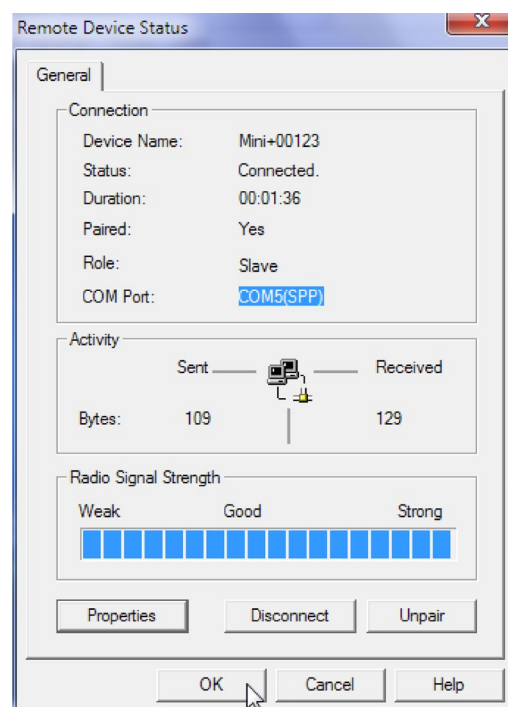 Remote Device Status
General
Connection
Device Name: Mini+00123
Status: Connected.
Duration: 00:01:36
Paired: Yes
Role: Slave
COM Port: COM5(SPP)
Activity
Sent Received
Bytes: 109 129
Radio Signal Strength
Weak Good Strong
Properties Disconnect Unpair
OK Cancel Help